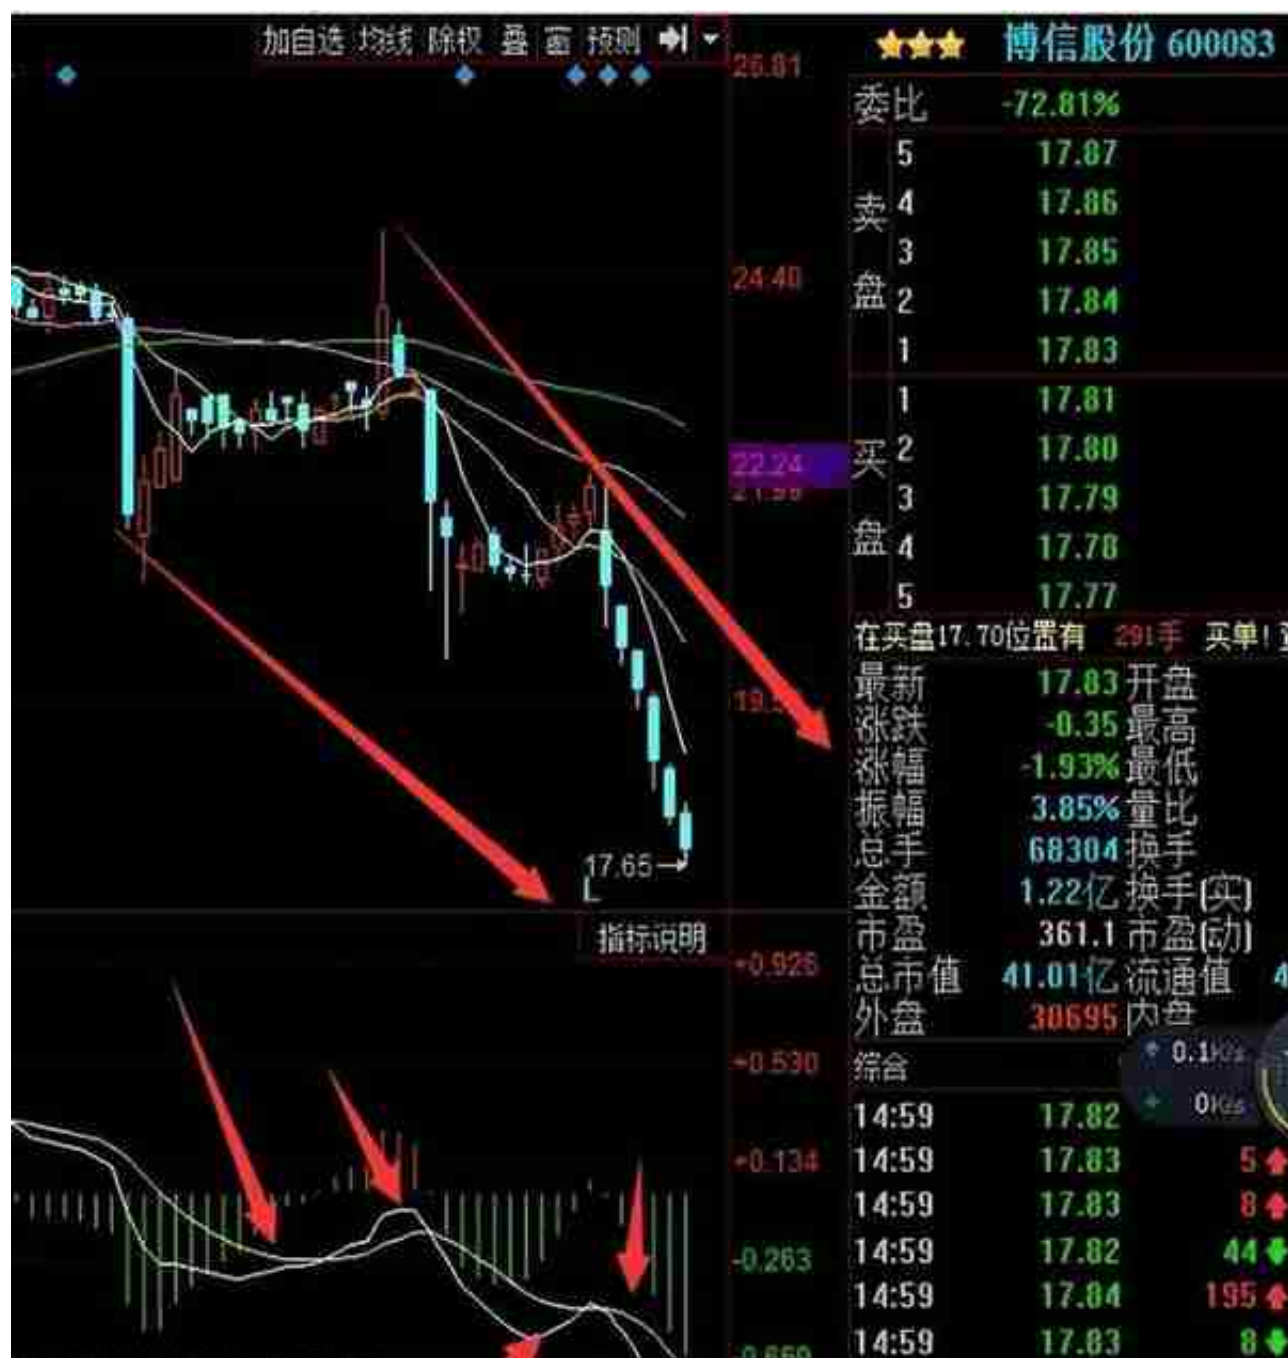 加自选 均线 除权 叠 窗 预测
★★★ 博信股份 600083
25.81
24.40
22.24
21.95
17.65
指标说明
+0.926
+0.530
+0.134
-0.263
委比 -72.81%
卖盘
5 17.87
4 17.86
3 17.85
2 17.84
1 17.83
买盘
1 17.81
2 17.80
3 17.79
4 17.78
5 17.77
在买盘17.70位置有 291手 买单!
最新 17.83 开盘
涨跌 -0.35 最高
涨幅 -1.93% 最低
振幅 3.85% 量比
总手 68304 换手
金额 1.22亿 换手(实)
市盈 361.1 市盈(动)
总市值 41.01亿 流通值 4
外盘 30695 内盘
0.1K/s
0K/s
综合
14:59 17.82
14:59 17.83 5
14:59 17.83 8
14:59 17.82 44
14:59 17.84 195
14:59 17.83 8